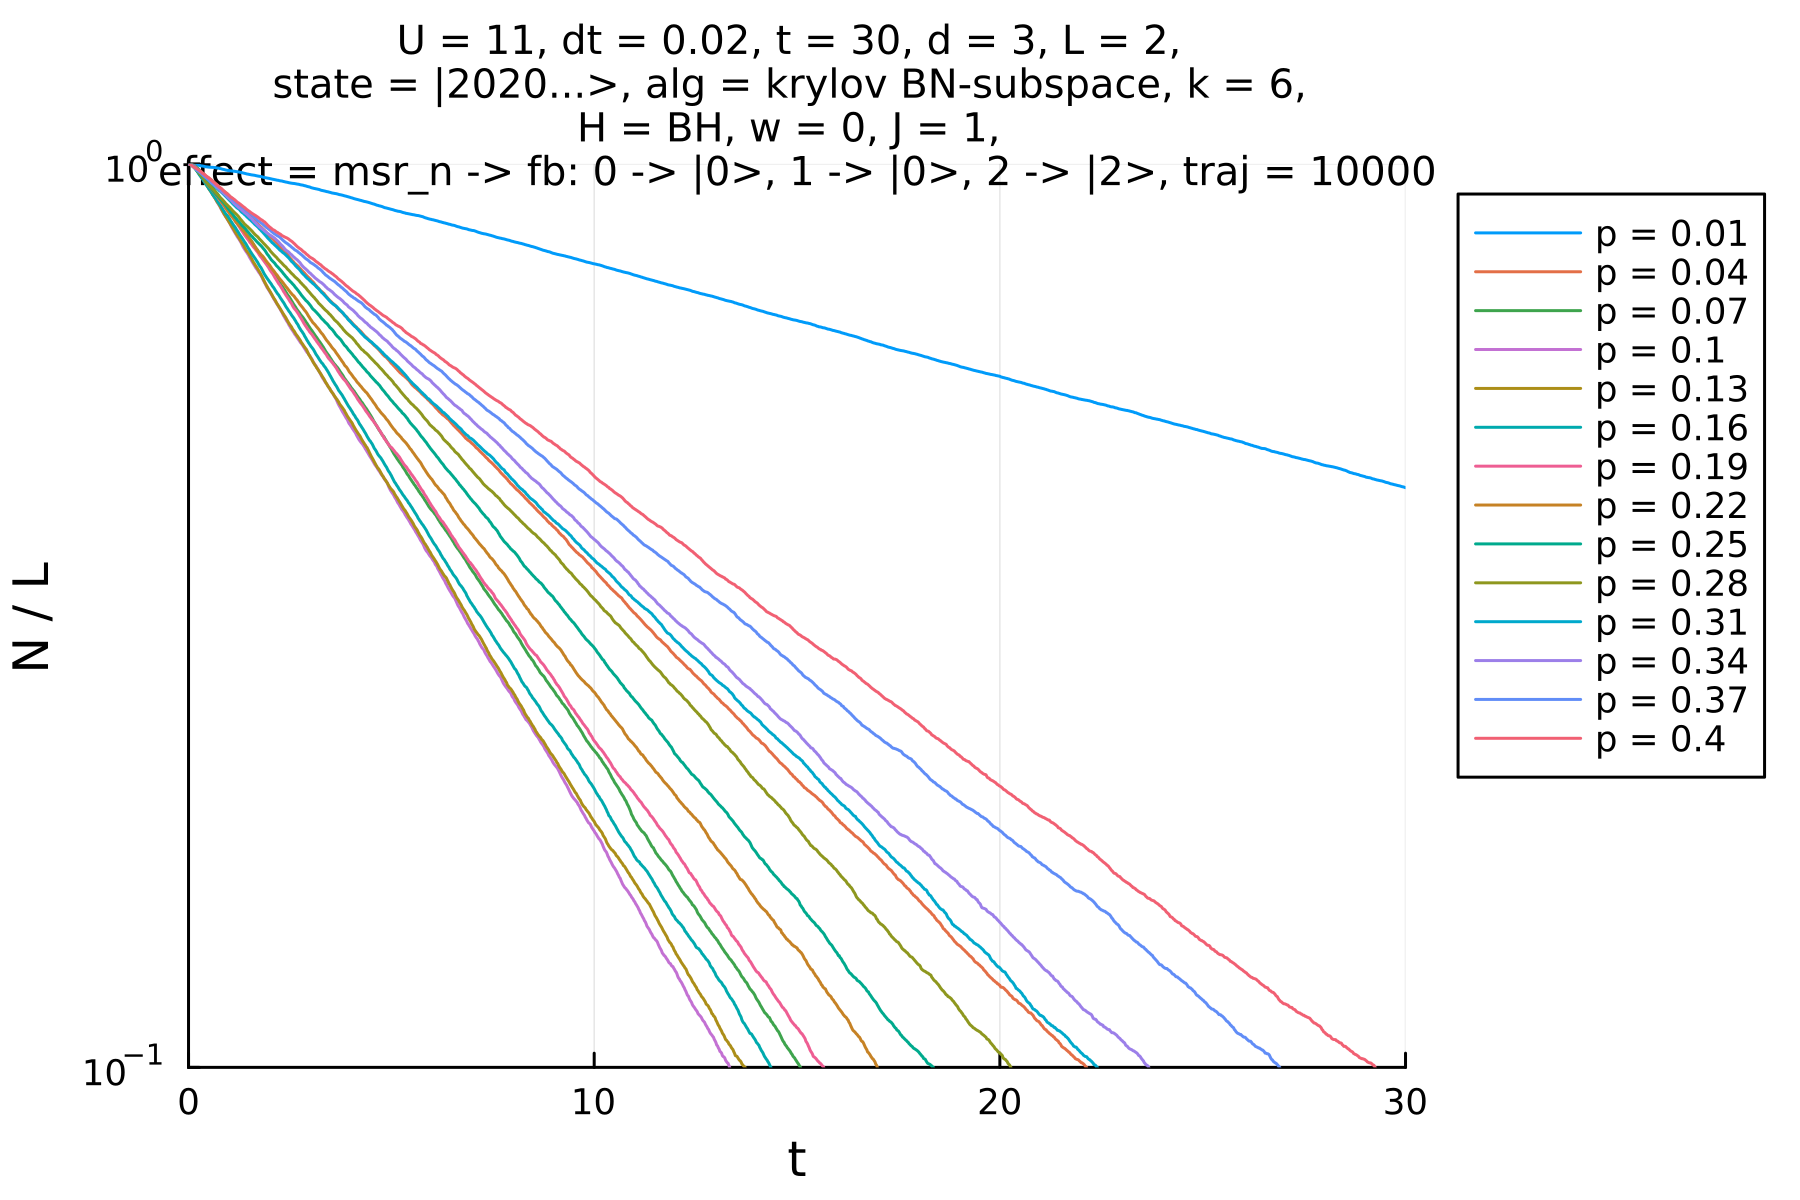 U = 11, dt = 0.02, t = 30, d = 3, L = 2,
state = |2020...>, alg = krylov BN-subspace, k = 6,
H = BH, w = 0, J = 1,
effect = msr_n -> fb: 0 -> |0>, 1 -> |0>, 2 -> |2>, traj = 10000
10⁰
10⁻¹
N / L
0
10
20
30
t
p = 0.01
p = 0.04
p = 0.07
p = 0.1
p = 0.13
p = 0.16
p = 0.19
p = 0.22
p = 0.25
p = 0.28
p = 0.31
p = 0.34
p = 0.37
p = 0.4